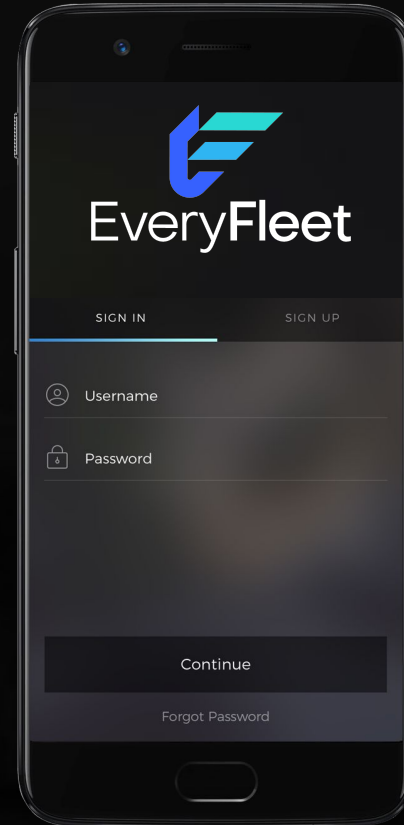 EveryFleet
SIGN IN
SIGN UP
Username
Password
Continue
Forgot Password